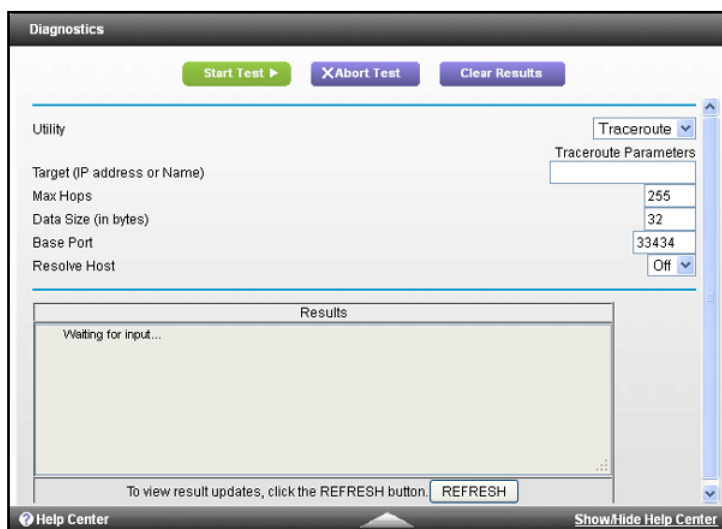 Diagnostics
Start Test Abort Test Clear Results
Utility Traceroute
Traceroute Parameters
Target (IP address or Name)
Max Hops 255
Data Size (in bytes) 32
Base Port 33434
Resolve Host Off
Results
Waiting for input...
To view result updates, click the REFRESH button. REFRESH
Help Center Show/Hide Help Center